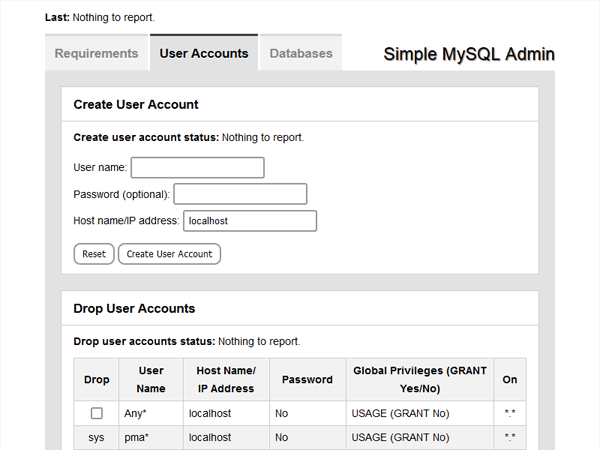 Last: Nothing to report.
Requirements User Accounts Databases Simple MySQL Admin
Create User Account
Create user account status: Nothing to report.
User name:
Password (optional):
Host name/IP address: localhost
Reset Create User Account
Drop User Accounts
Drop user accounts status: Nothing to report.
Drop User Name Host Name/ IP Address Password Global Privileges (GRANT Yes/No) On
Any* localhost No USAGE (GRANT No) *.*
sys pma* localhost No USAGE (GRANT No) *.*